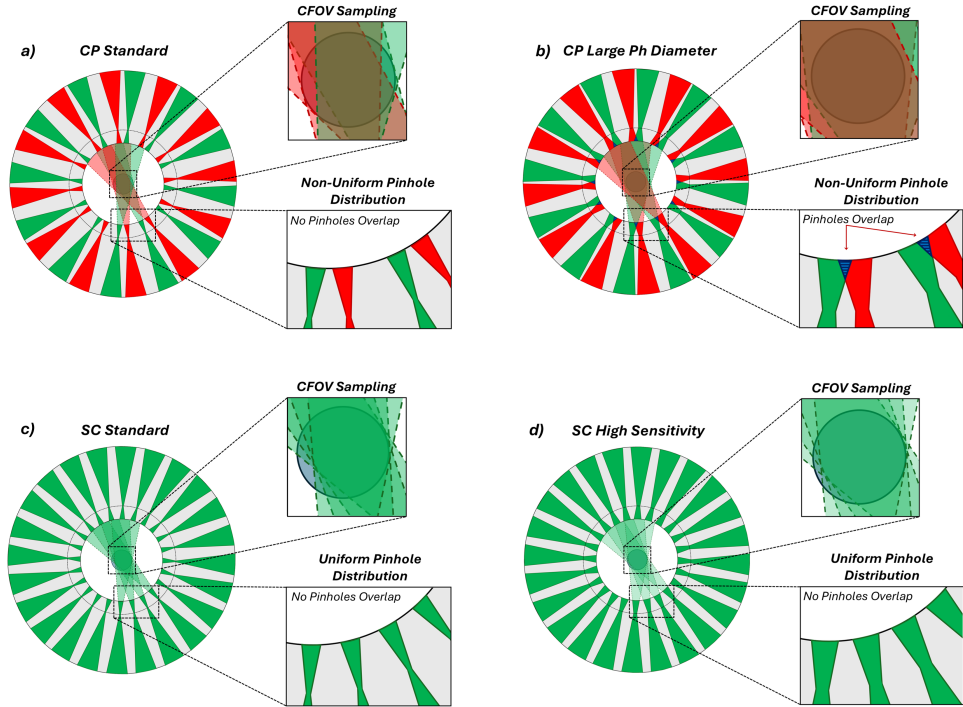 CFOV Sampling
a)
CP Standard
Non-Uniform Pinhole
Distribution
No Pinholes Overlap
CFOV Sampling
b)
CP Large Ph Diameter
Non-Uniform Pinhole
Distribution
Pinholes Overlap
CFOV Sampling
c)
SC Standard
Uniform Pinhole
Distribution
No Pinholes Overlap
CFOV Sampling
d)
SC High Sensitivity
Uniform Pinhole
Distribution
No Pinholes Overlap